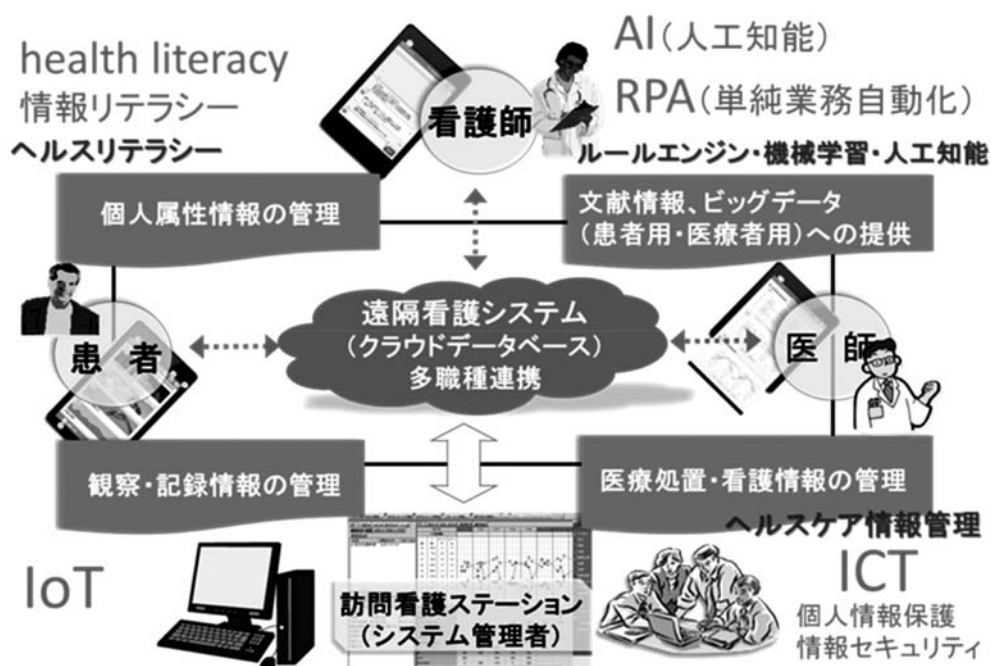 health literacy
情報リテラシー
ヘルスリテラシー
看護師
AI(人工知能)
RPA(単純業務自動化)
ルールエンジン・機械学習・人工知能
個人属性情報の管理
文献情報、ビッグデータ
(患者用・医療者用)への提供
患者
遠隔看護システム
(クラウドデータベース)
多職種連携
医師
観察・記録情報の管理
医療処置・看護情報の管理
ヘルスケア情報管理
IoT
訪問看護ステーション
(システム管理者)
ICT
個人情報保護
情報セキュリティ